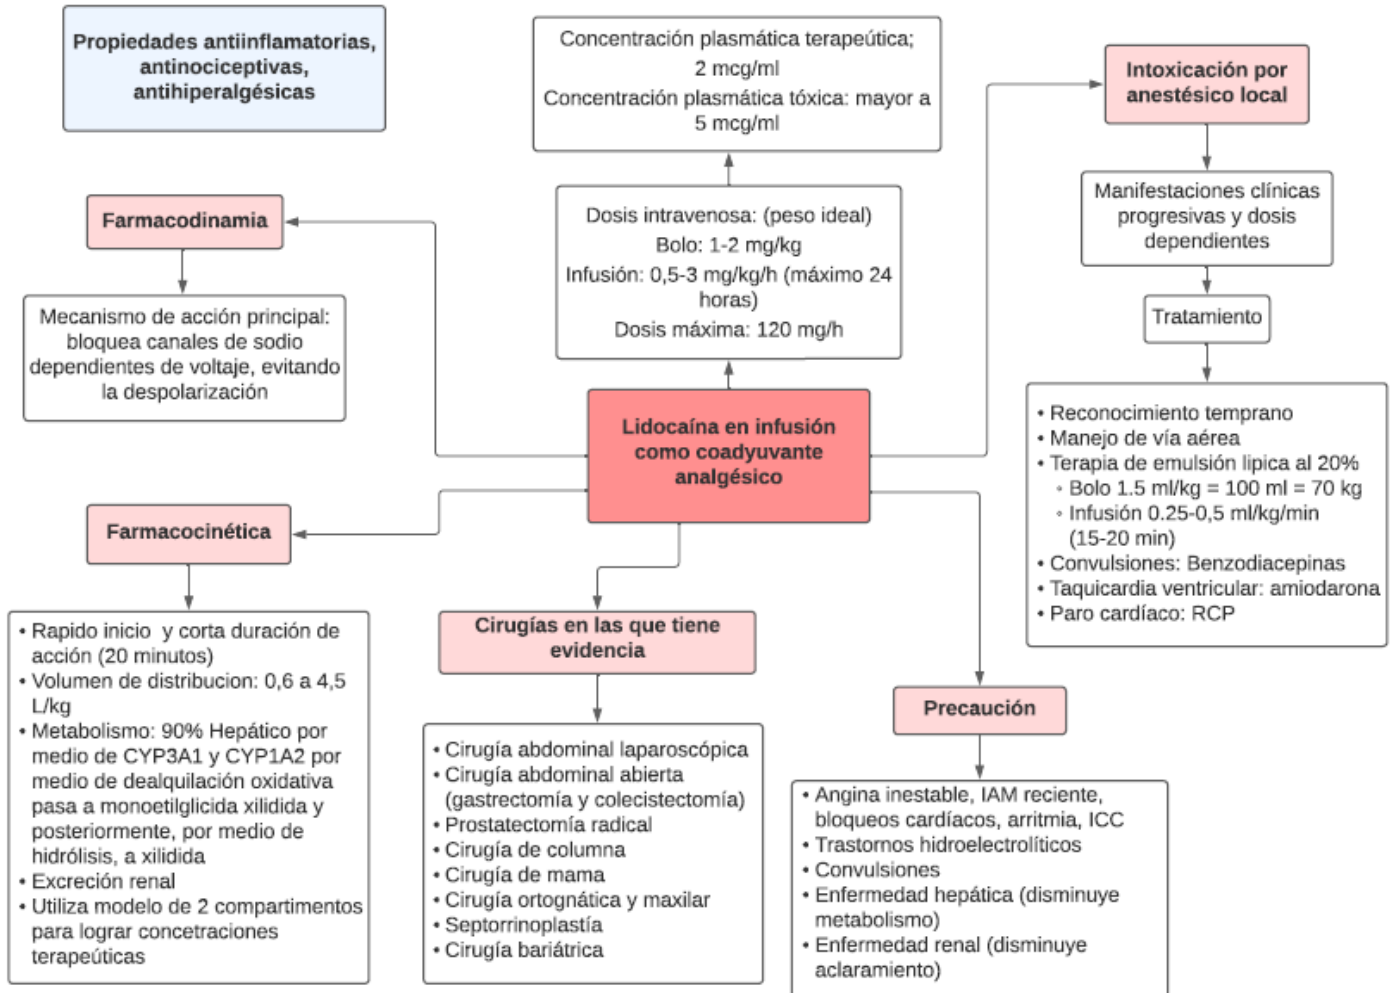 Propiedades antiinflamatorias,
antinociceptivas,
antihiperalgésicas
Concentración plasmática terapeútica;
2 mcg/ml
Concentración plasmática tóxica: mayor a
5 mcg/ml
Intoxicación por
anestésico local
Manifestaciones clínicas
progresivas y dosis
dependientes
Tratamiento
• Reconocimiento temprano
• Manejo de vía aérea
• Terapia de emulsión lipica al 20%
◦ Bolo 1.5 ml/kg = 100 ml = 70 kg
◦ Infusión 0.25-0,5 ml/kg/min
(15-20 min)
• Convulsiones: Benzodiacepinas
• Taquicardia ventricular: amiodarona
• Paro cardíaco: RCP
Farmacodinamia
Mecanismo de acción principal:
bloquea canales de sodio
dependientes de voltaje, evitando
la despolarización
Dosis intravenosa: (peso ideal)
Bolo: 1-2 mg/kg
Infusión: 0,5-3 mg/kg/h (máximo 24
horas)
Dosis máxima: 120 mg/h
Lidocaína en infusión
como coadyuvante
analgésico
Farmacocinética
• Rapido inicio y corta duración de
acción (20 minutos)
• Volumen de distribucion: 0,6 a 4,5
L/kg
• Metabolismo: 90% Hepático por
medio de CYP3A1 y CYP1A2 por
medio de dealquilación oxidativa
pasa a monoetilglicida xilidida y
posteriormente, por medio de
hidrólisis, a xilidida
• Excreción renal
• Utiliza modelo de 2 compartimentos
para lograr concetraciones
terapeúticas
Cirugías en las que tiene
evidencia
• Cirugía abdominal laparoscópica
• Cirugía abdominal abierta
(gastrectomía y colecistectomía)
• Prostatectomía radical
• Cirugía de columna
• Cirugía de mama
• Cirugía ortognática y maxilar
• Septorrinoplastía
• Cirugía bariátrica
Precaución
• Angina inestable, IAM reciente,
bloqueos cardíacos, arritmia, ICC
• Trastornos hidroelectrolíticos
• Convulsiones
• Enfermedad hepática (disminuye
metabolismo)
• Enfermedad renal (disminuye
aclaramiento)